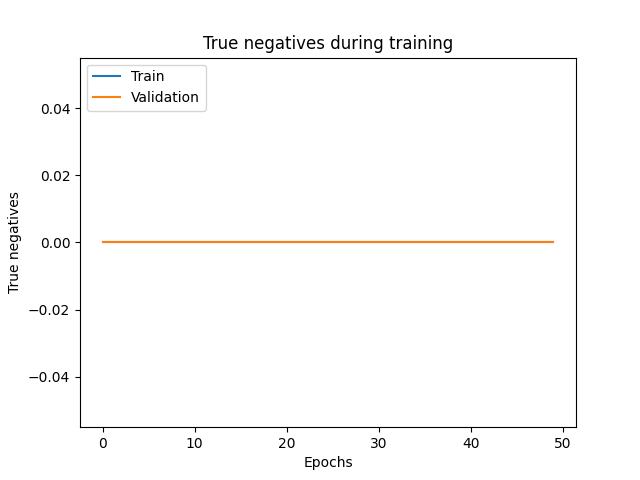 True negatives during training
Train
Validation
0.04
0.02
0.00
−0.02
−0.04
True negatives
0 10 20 30 40 50
Epochs